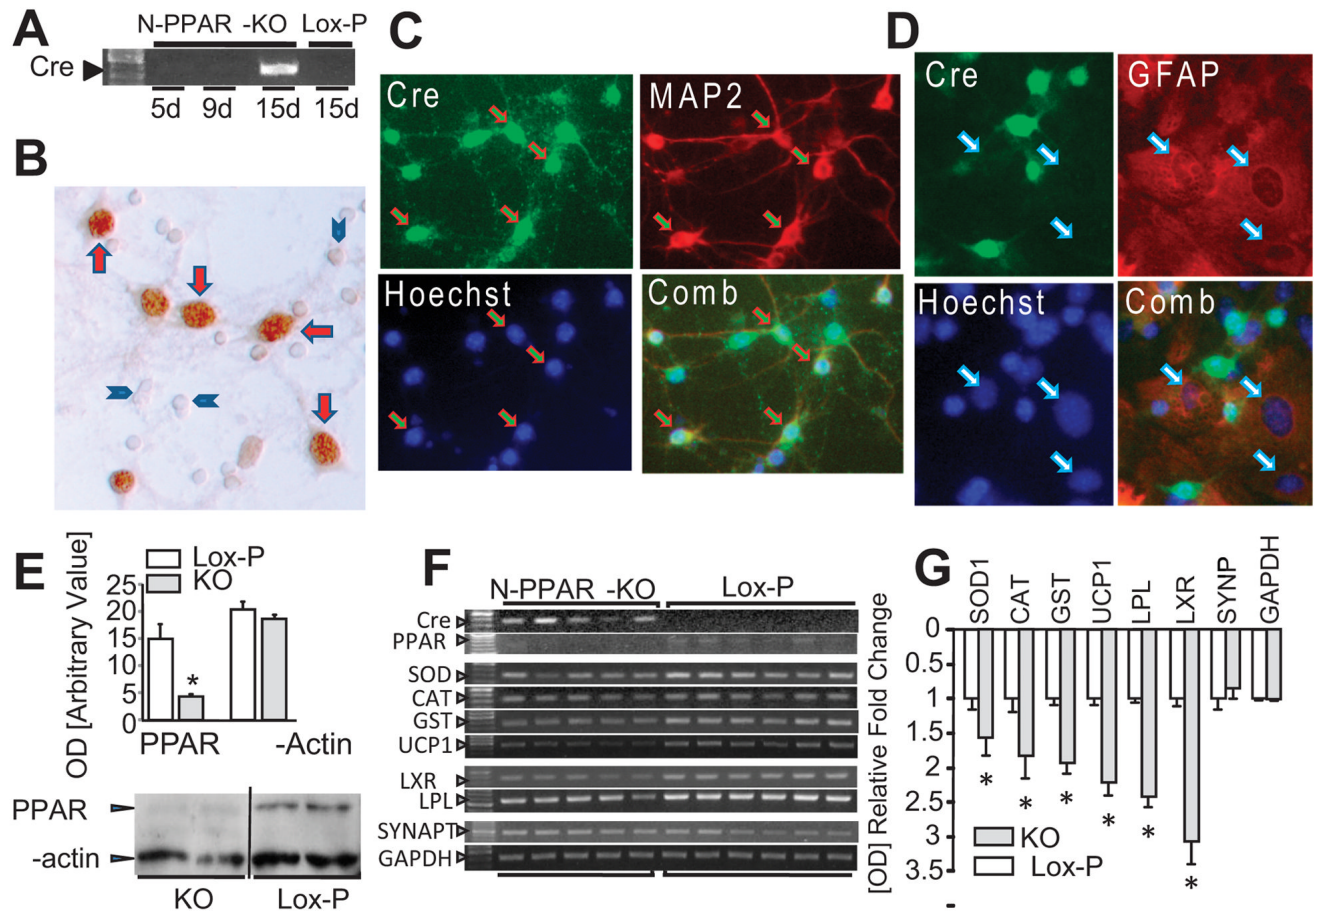 A
N-PPAR -KO Lox-P
Cre
5d 9d 15d 15d
B
C
Cre
MAP2
Hoechst
Comb
D
Cre
GFAP
Hoechst
Comb
E
OD [Arbitrary Value]
Lox-P
KO
25
20
15
10
5
0
*
PPAR -Actin
PPAR
-actin
KO Lox-P
F
N-PPAR -KO Lox-P
Cre
PPAR
SOD
CAT
GST
UCP1
LXR
LPL
SYNAPT
GAPDH
G
[OD] Relative Fold Change
SOD1
CAT
GST
UCP1
LPL
LXR
SYNP
GAPDH
0
0.5
1
1.5
2
2.5
3
3.5
-
* * * * * *
KO
Lox-P